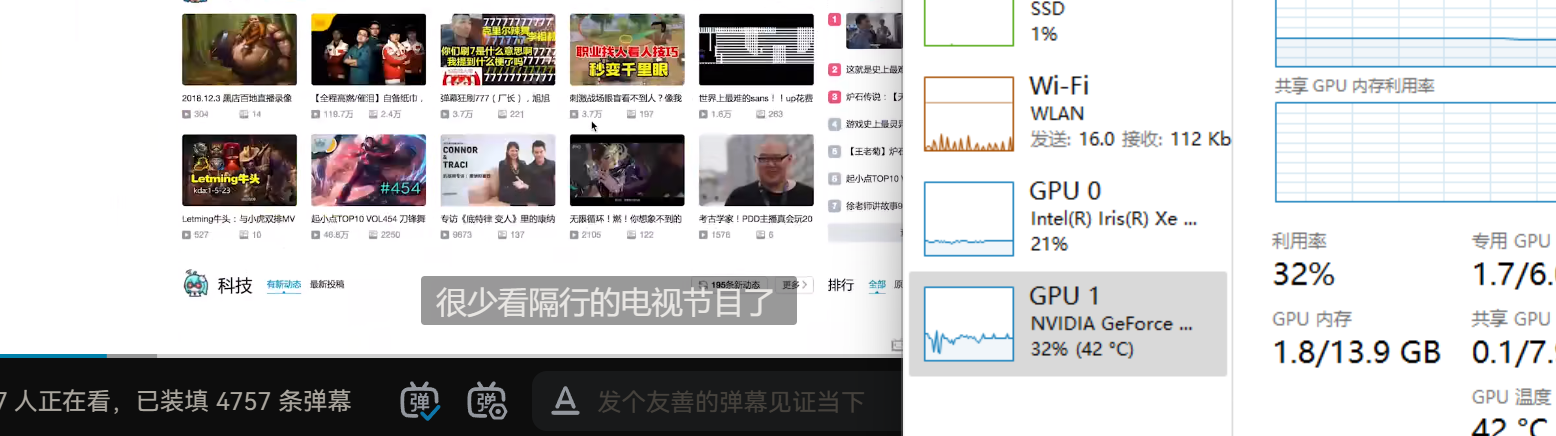 7777777777
克里尔辣舞
你们刷7是什么意思啊
我提到什么梗了吗
职业找人看人技巧
秒变千里眼
2018.12.3 黑店百地直播录像
【全程高燃/催泪】自备纸巾，
弹幕狂刷777（厂长），旭旭
刺激战场眼盲看不到人？像我
世界上最难的sans！！up花费
304 14
118.7万 2.4万
3.7万 221
3.7万 197
1.6万 263
1
2 这就是史上最难
3 炉石传说：【天
4 游戏史上最灵异
5 【王老菊】炉石
6 起小点TOP10 V
7 徐老师讲故事9
Letming牛头
kda:1-5-23
#454
CONNOR
&
TRACI
Letming牛头：与小虎双排MV
起小点TOP10 VOL454 刀锋舞
专访《底特律 变人》里的康纳
无限循环！燃！你想象不到的
考古学家！PDD主播真会玩20
527 10
46.8万 2250
9673 137
2105 122
1576 6
科技 有新动态 最新投稿
195条新动态 更多 >
排行 全部 原
很少看隔行的电视节目了
7 人正在看，已装填 4757 条弹幕
弹 弹 A 发个友善的弹幕见证当下
SSD
1%
Wi-Fi
WLAN
发送: 16.0 接收: 112 Kb
GPU 0
Intel(R) Iris(R) Xe ...
21%
GPU 1
NVIDIA GeForce ...
32% (42 °C)
共享 GPU 内存利用率
利用率 专用 GPU
32% 1.7/6.
GPU 内存 共享 GPU
1.8/13.9 GB 0.1/7.
GPU 温度
42 °C